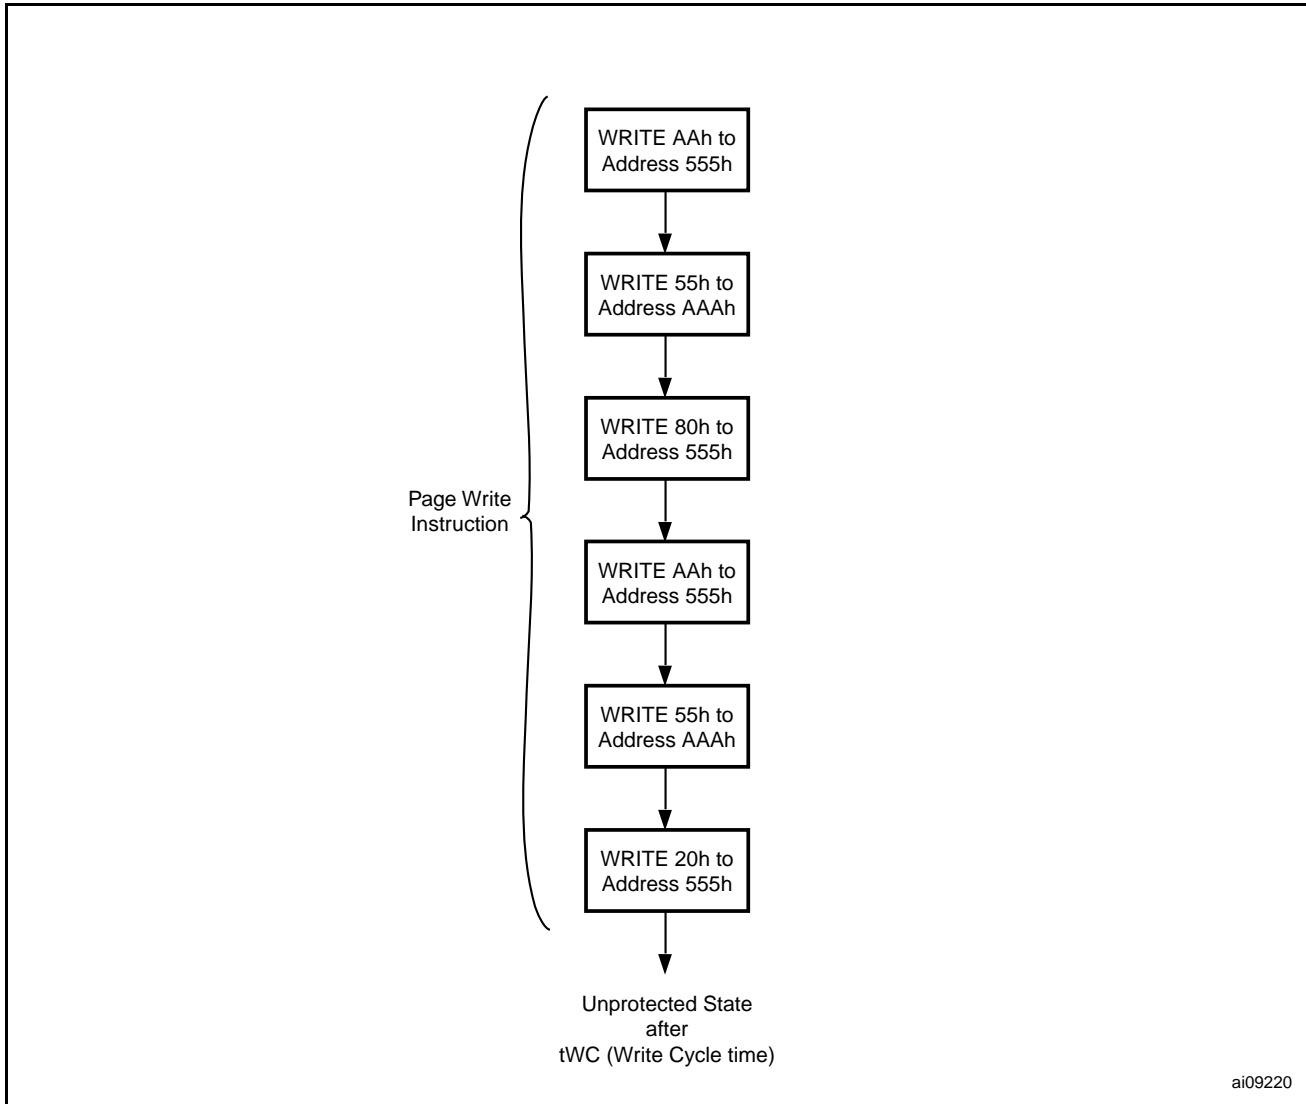 WRITE AAh to
Address 555h
WRITE 55h to
Address AAAh
WRITE 80h to
Address 555h
Page Write
Instruction
WRITE AAh to
Address 555h
WRITE 55h to
Address AAAh
WRITE 20h to
Address 555h
Unprotected State
after
tWC (Write Cycle time)
ai09220